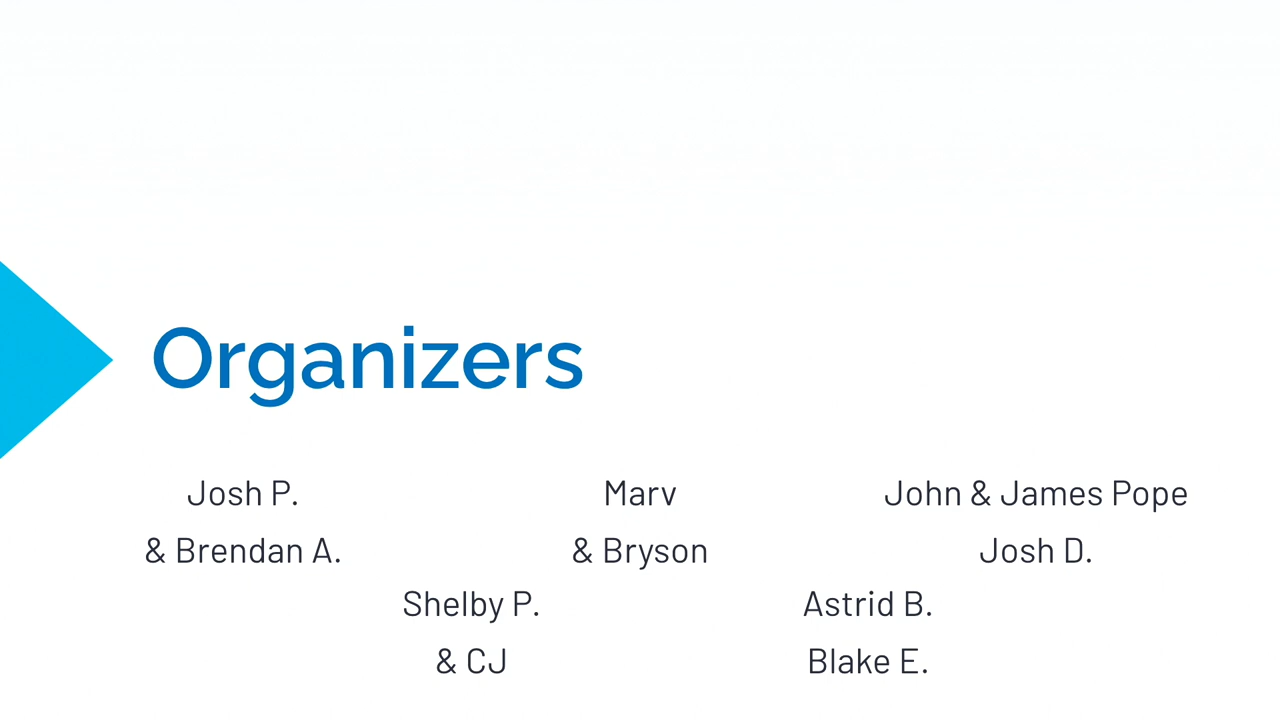 Organizers
Josh P.
& Brendan A.
Marv
& Bryson
John & James Pope
Josh D.
Shelby P.
& CJ
Astrid B.
Blake E.